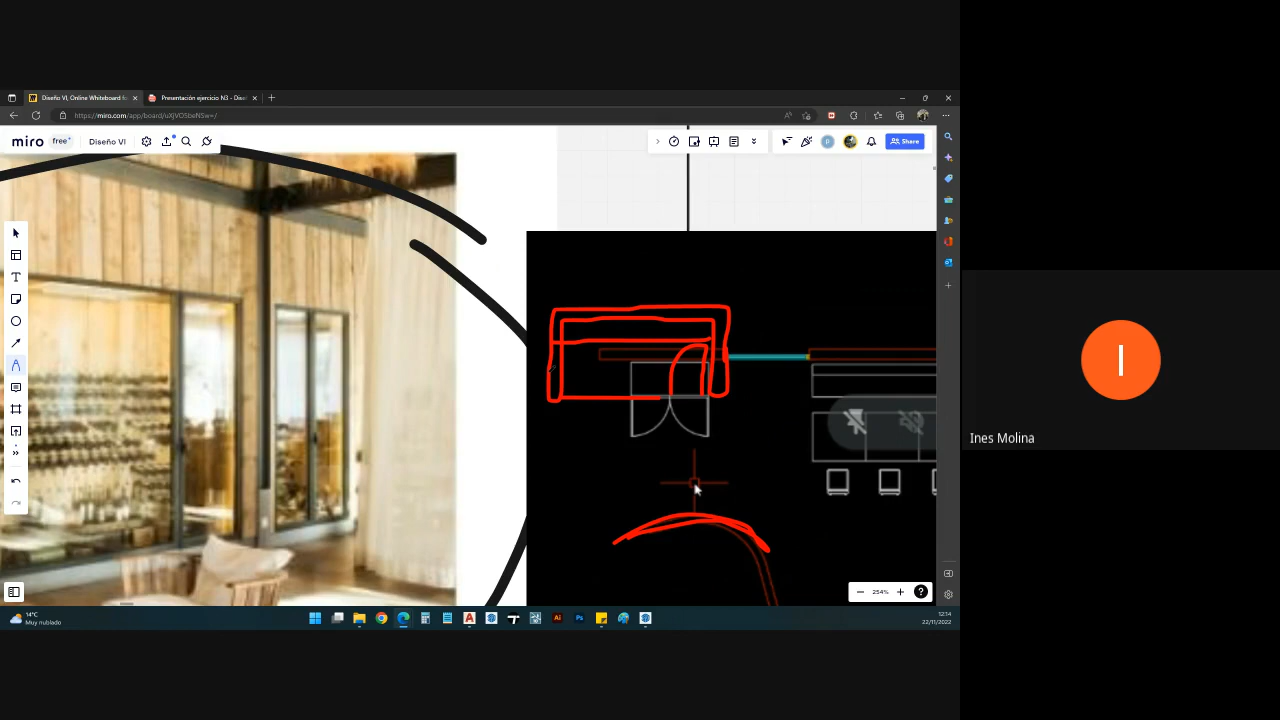 Diseño VI, Online Whiteboard fo
Presentación ejercicio N3 - Dise
https://miro.com/app/board/uXjVOSbeNSw=/
miro free Diseño VI
Share
Ines Molina
254%
14°C
Muy nublado
12:14
22/11/2022